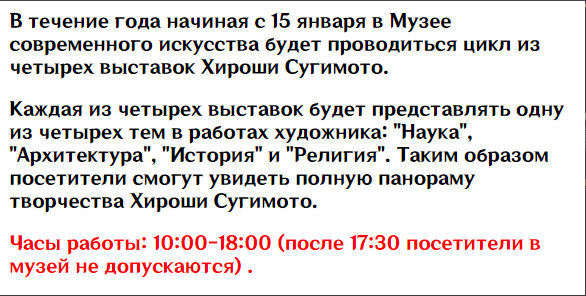 В течение года начиная с 15 января в Музее
современного искусства будет проводиться цикл из
четырех выставок Хироши Сугимото.
Каждая из четырех выставок будет представлять одну
из четырех тем в работах художника: "Наука",
"Архитектура", "История" и "Религия". Таким образом
посетители смогут увидеть полную панораму
творчества Хироши Сугимото.
Часы работы: 10:00-18:00 (после 17:30 посетители в
музей не допускаются) .